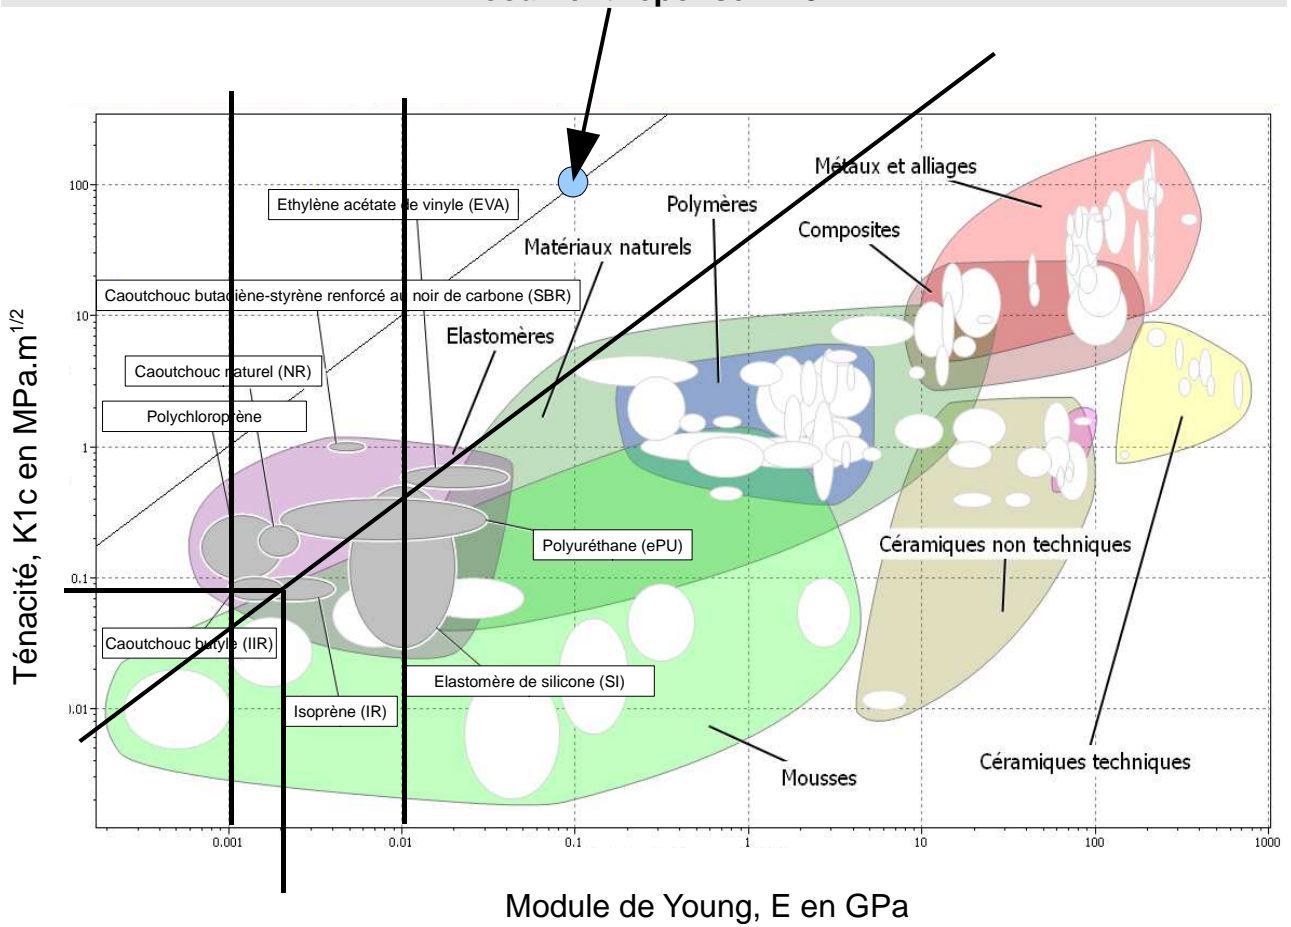 Métaux et alliages
100
Ethylène acétate de vinyle (EVA)
Polymères
Composites
Matériaux naturels
Caoutchouc butadiène-styrène renforcé au noir de carbone (SBR)
10
Elastomères
Caoutchouc naturel (NR)
Polychloroprène
1
Ténacité, K1c en MPa.m1/2
Polyuréthane (ePU)
Céramiques non techniques
0.1
Caoutchouc butyle (IIR)
Elastomère de silicone (SI)
Isoprène (IR)
Céramiques techniques
Mousses
0.001 0.01 0.1 1 10 100 1000
Module de Young, E en GPa